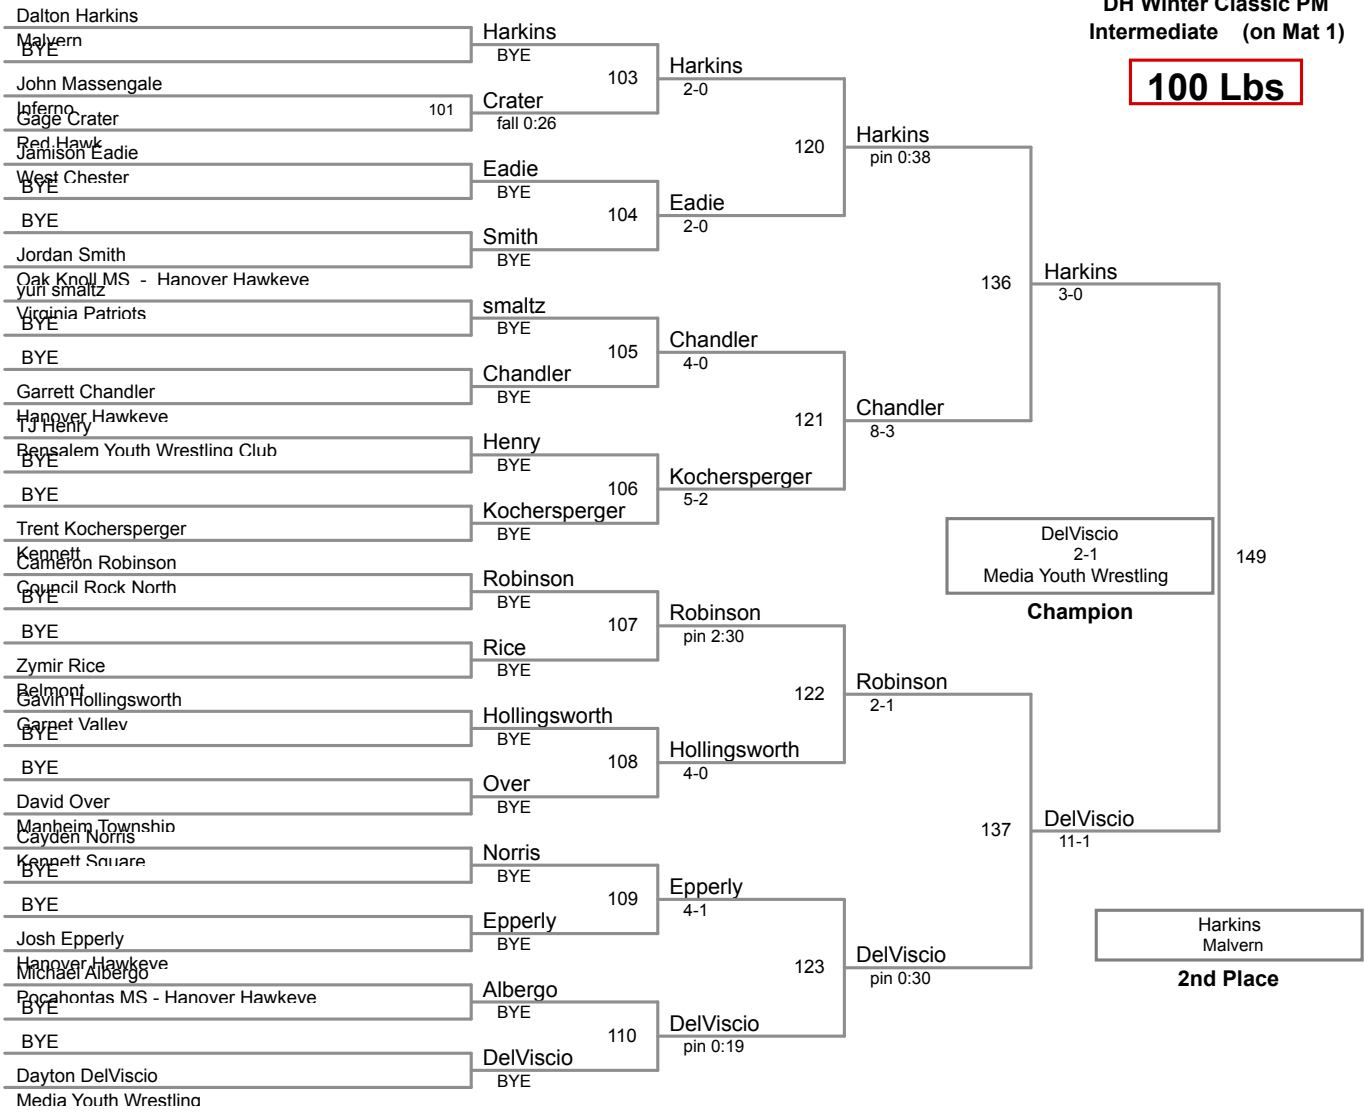 DH Winter Classic PM
Intermediate (on Mat 1)
100 Lbs
Dalton Harkins
Malvern
BYE
John Massengale
Inferno
Gage Crater
Red Hawk
Jamison Eadie
West Chester
BYE
BYE
Jordan Smith
Oak Knoll MS - Hanover Hawkeye
yuri smaltz
Virginia Patriots
BYE
BYE
Garrett Chandler
Hanover Hawkeye
TJ Henry
Bensalem Youth Wrestling Club
BYE
BYE
Trent Kochersperger
Kennett
Cameron Robinson
Council Rock North
BYE
BYE
Zymir Rice
Belmont
Gavin Hollingsworth
Garnet Valley
BYE
BYE
David Over
Manheim Township
Cayden Norris
Kennett Square
BYE
BYE
Josh Epperly
Hanover Hawkeye
Michael Albergo
Pocahontas MS - Hanover Hawkeye
BYE
BYE
Dayton DelViscio
Media Youth Wrestling
101
Harkins
BYE
Crater
fall 0:26
Eadie
BYE
Smith
BYE
smaltz
BYE
Chandler
BYE
Henry
BYE
Kochersperger
BYE
Robinson
BYE
Rice
BYE
Hollingsworth
BYE
Over
BYE
Norris
BYE
Epperly
BYE
Albergo
BYE
DelViscio
BYE
103
104
105
106
107
108
109
110
Harkins
2-0
Eadie
2-0
Chandler
4-0
Kochersperger
5-2
Robinson
pin 2:30
Hollingsworth
4-0
Epperly
4-1
DelViscio
pin 0:19
120
121
122
123
Harkins
pin 0:38
Chandler
8-3
Robinson
2-1
DelViscio
pin 0:30
136
137
Harkins
3-0
DelViscio
11-1
149
DelViscio
2-1
Media Youth Wrestling
Champion
Harkins
Malvern
2nd Place